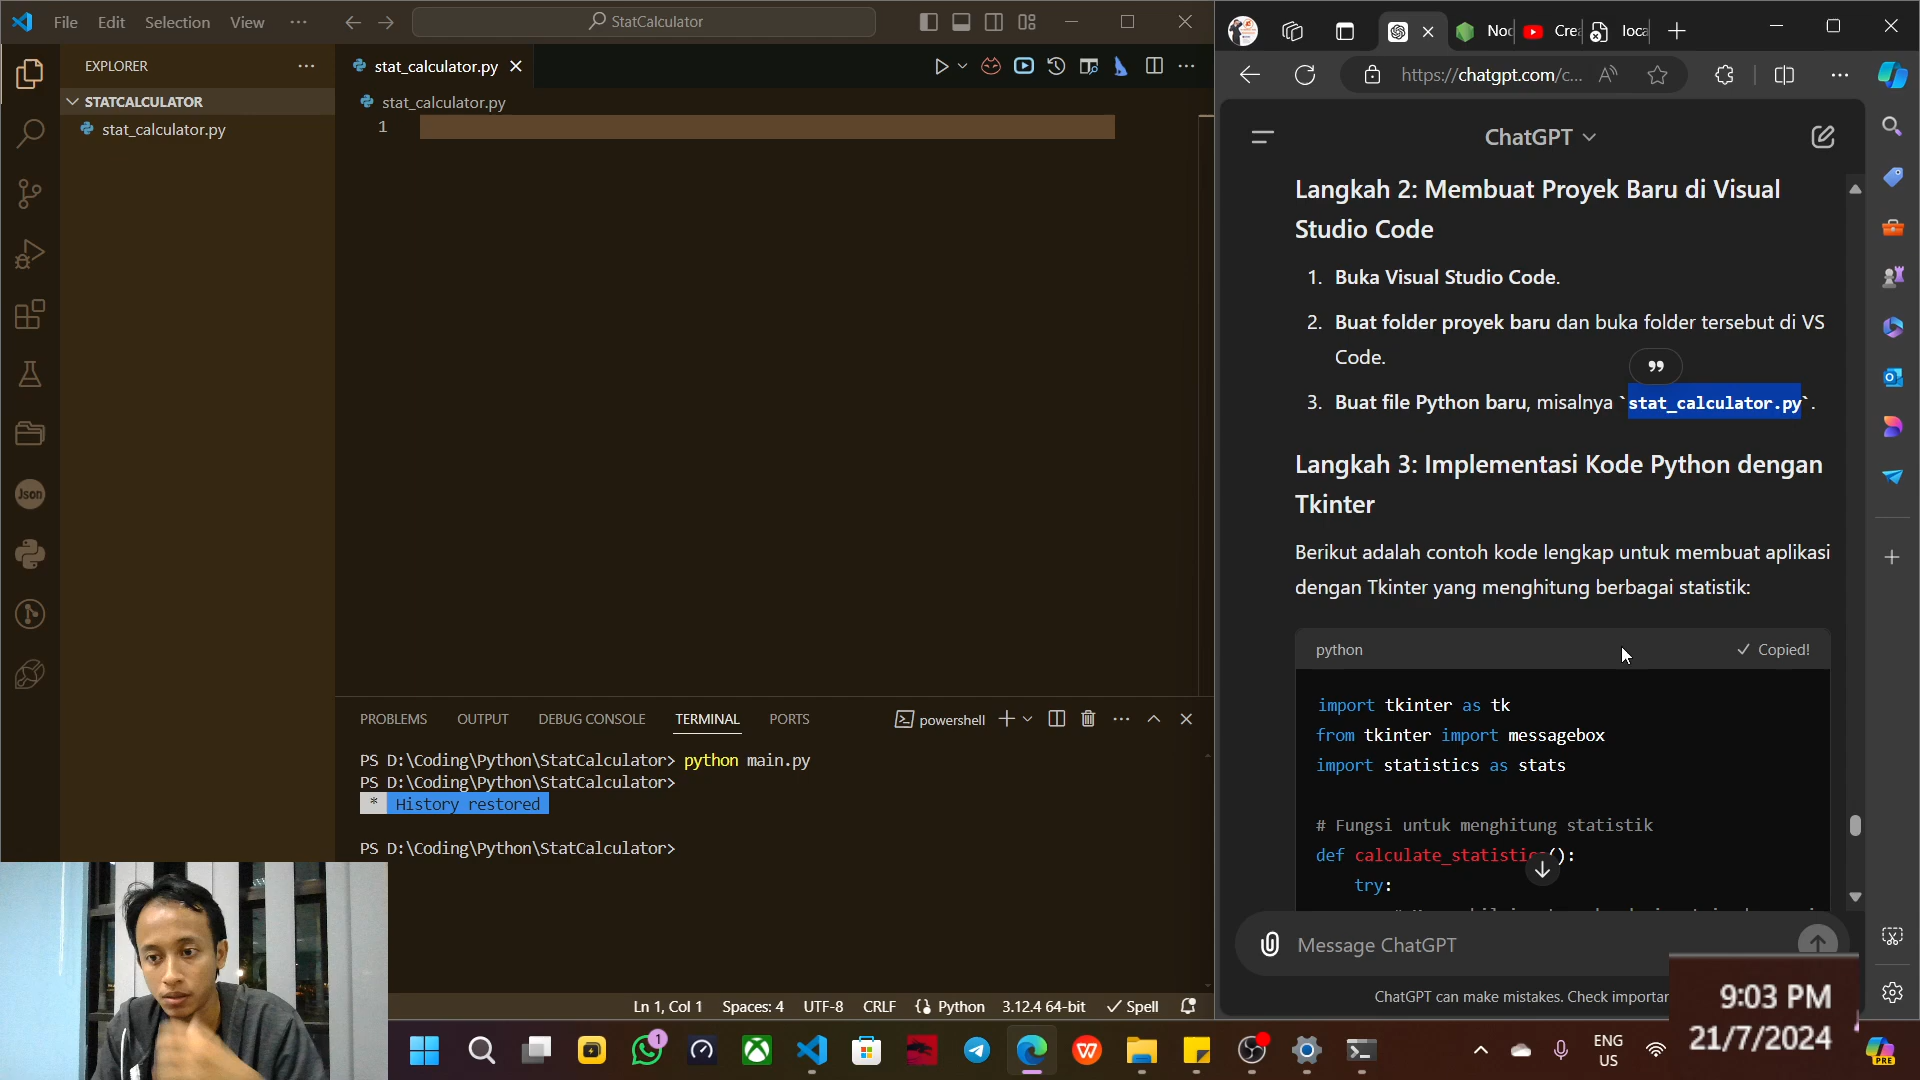 File Edit Selection View
StatCalculator
EXPLORER
STATCALCULATOR
stat_calculator.py
stat_calculator.py
stat_calculator.py
1
PROBLEMS OUTPUT DEBUG CONSOLE TERMINAL PORTS
powershell
PS D:\Coding\Python\StatCalculator> python main.py
PS D:\Coding\Python\StatCalculator>
* History restored
PS D:\Coding\Python\StatCalculator>
Ln 1, Col 1 Spaces: 4 UTF-8 CRLF {} Python 3.12.4 64-bit ✓ Spell
Json
https://chatgpt.com/c...
ChatGPT
Langkah 2: Membuat Proyek Baru di Visual
Studio Code
1. Buka Visual Studio Code.
2. Buat folder proyek baru dan buka folder tersebut di VS
Code.
3. Buat file Python baru, misalnya `stat_calculator.py`.
Langkah 3: Implementasi Kode Python dengan
Tkinter
Berikut adalah contoh kode lengkap untuk membuat aplikasi
dengan Tkinter yang menghitung berbagai statistik:
python ✓ Copied!
import tkinter as tk
from tkinter import messagebox
import statistics as stats
# Fungsi untuk menghitung statistik
def calculate_statistics():
try:
Message ChatGPT
ChatGPT can make mistakes. Check importan
9:03 PM
21/7/2024
ENG
US
1
PRE